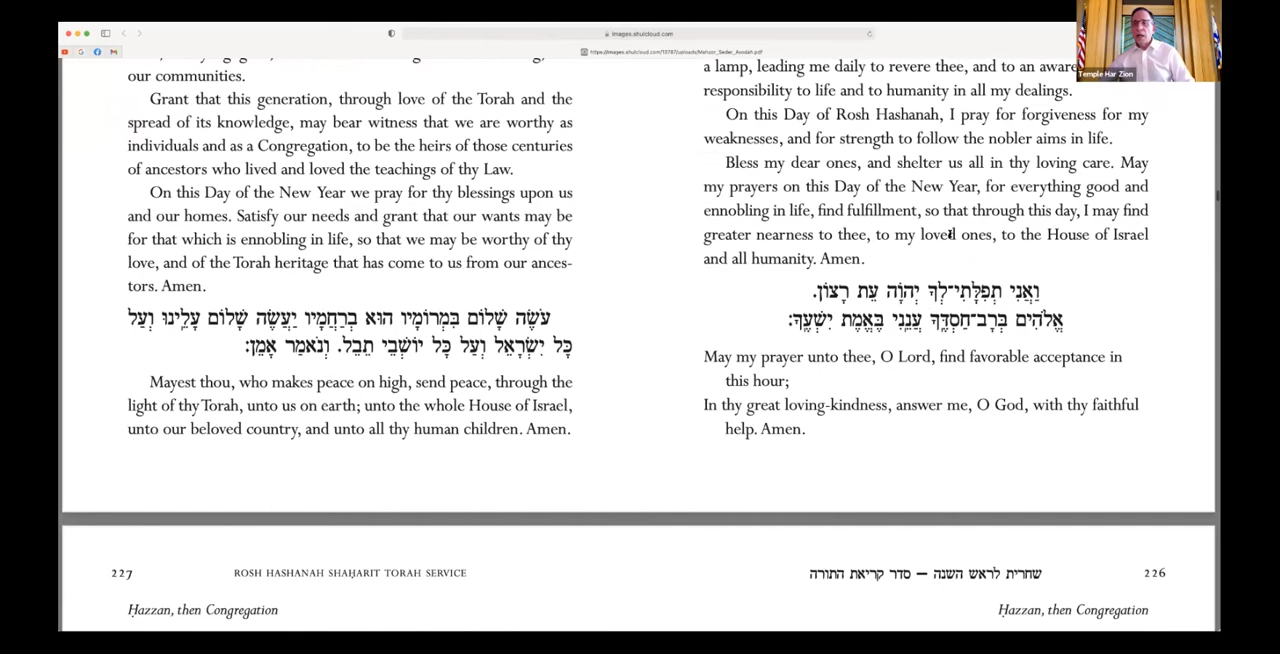 images.shulcloud.com
https://images.shulcloud.com/13787/uploads/Mahzor_Seder_Avodah.pdf
Temple Har Zion
our communities.
Grant that this generation, through love of the Torah and the
spread of its knowledge, may bear witness that we are worthy as
individuals and as a Congregation, to be the heirs of those centuries
of ancestors who lived and loved the teachings of thy Law.
On this Day of the New Year we pray for thy blessings upon us
and our homes. Satisfy our needs and grant that our wants may be
for that which is ennobling in life, so that we may be worthy of thy
love, and of the Torah heritage that has come to us from our ances-
tors. Amen.
עֹשֶׂה שָׁלוֹם בִּמְרוֹמָיו הוּא בְרַחֲמָיו יַעֲשֶׂה שָׁלוֹם עָלֵֽינוּ וְעַל
כָּל יִשְׂרָאֵל וְעַל כָּל יוֹשְׁבֵי תֵבֵל. וְנֹאמַר אָמֵן:
Mayest thou, who makes peace on high, send peace, through the
light of thy Torah, unto us on earth; unto the whole House of Israel,
unto our beloved country, and unto all thy human children. Amen.
a lamp, leading me daily to revere thee, and to an aware
responsibility to life and to humanity in all my dealings.
On this Day of Rosh Hashanah, I pray for forgiveness for my
weaknesses, and for strength to follow the nobler aims in life.
Bless my dear ones, and shelter us all in thy loving care. May
my prayers on this Day of the New Year, for everything good and
ennobling in life, find fulfillment, so that through this day, I may find
greater nearness to thee, to my loved ones, to the House of Israel
and all humanity. Amen.
וַאֲנִי תְפִלָּתִי־לְךָ יְהֹוָה עֵת רָצוֹן.
אֱלֹהִים בְּרָב־חַסְדֶּךָ עֲנֵנִי בֶּאֱמֶת יִשְׁעֶךָ:
May my prayer unto thee, O Lord, find favorable acceptance in
this hour;
In thy great loving-kindness, answer me, O God, with thy faithful
help. Amen.
227
ROSH HASHANAH SHAḤARIT TORAH SERVICE
Ḥazzan, then Congregation
שחרית לראש השנה — סדר קריאת התורה
226
Ḥazzan, then Congregation